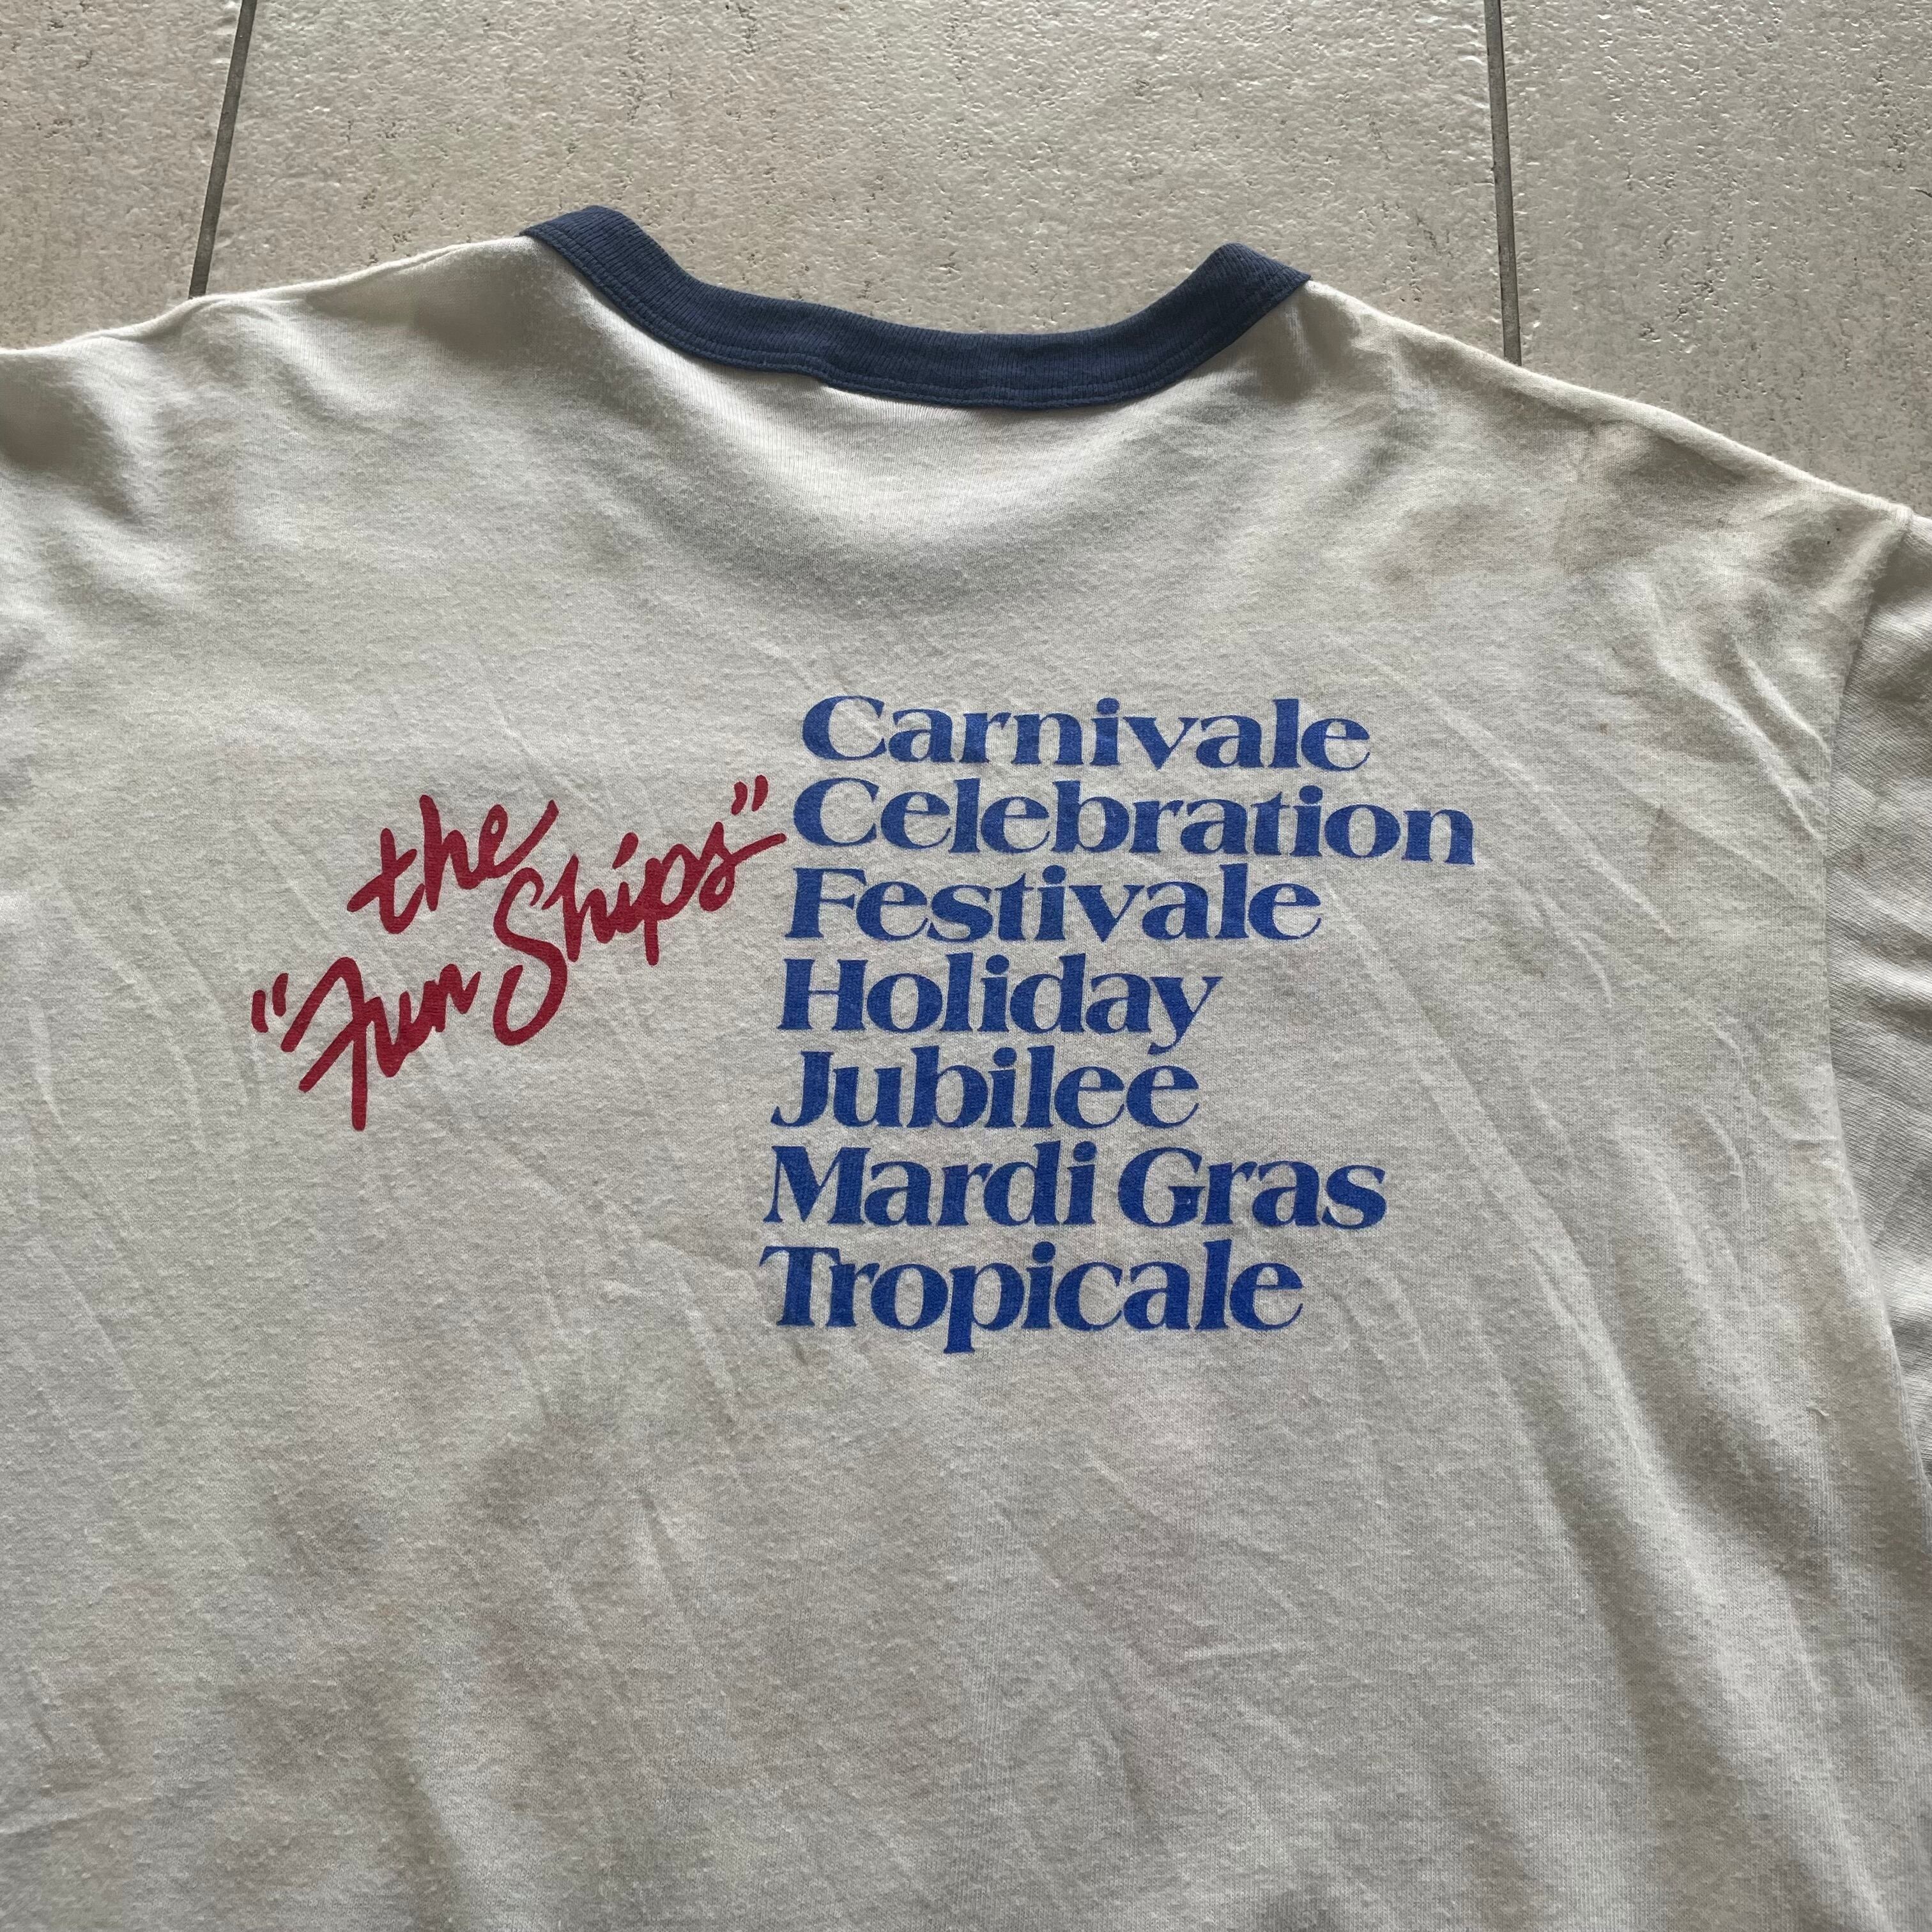 the
"Fun Ships"
Carnivale
Celebration
Festivale
Holiday
Jubilee
Mardi Gras
Tropicale